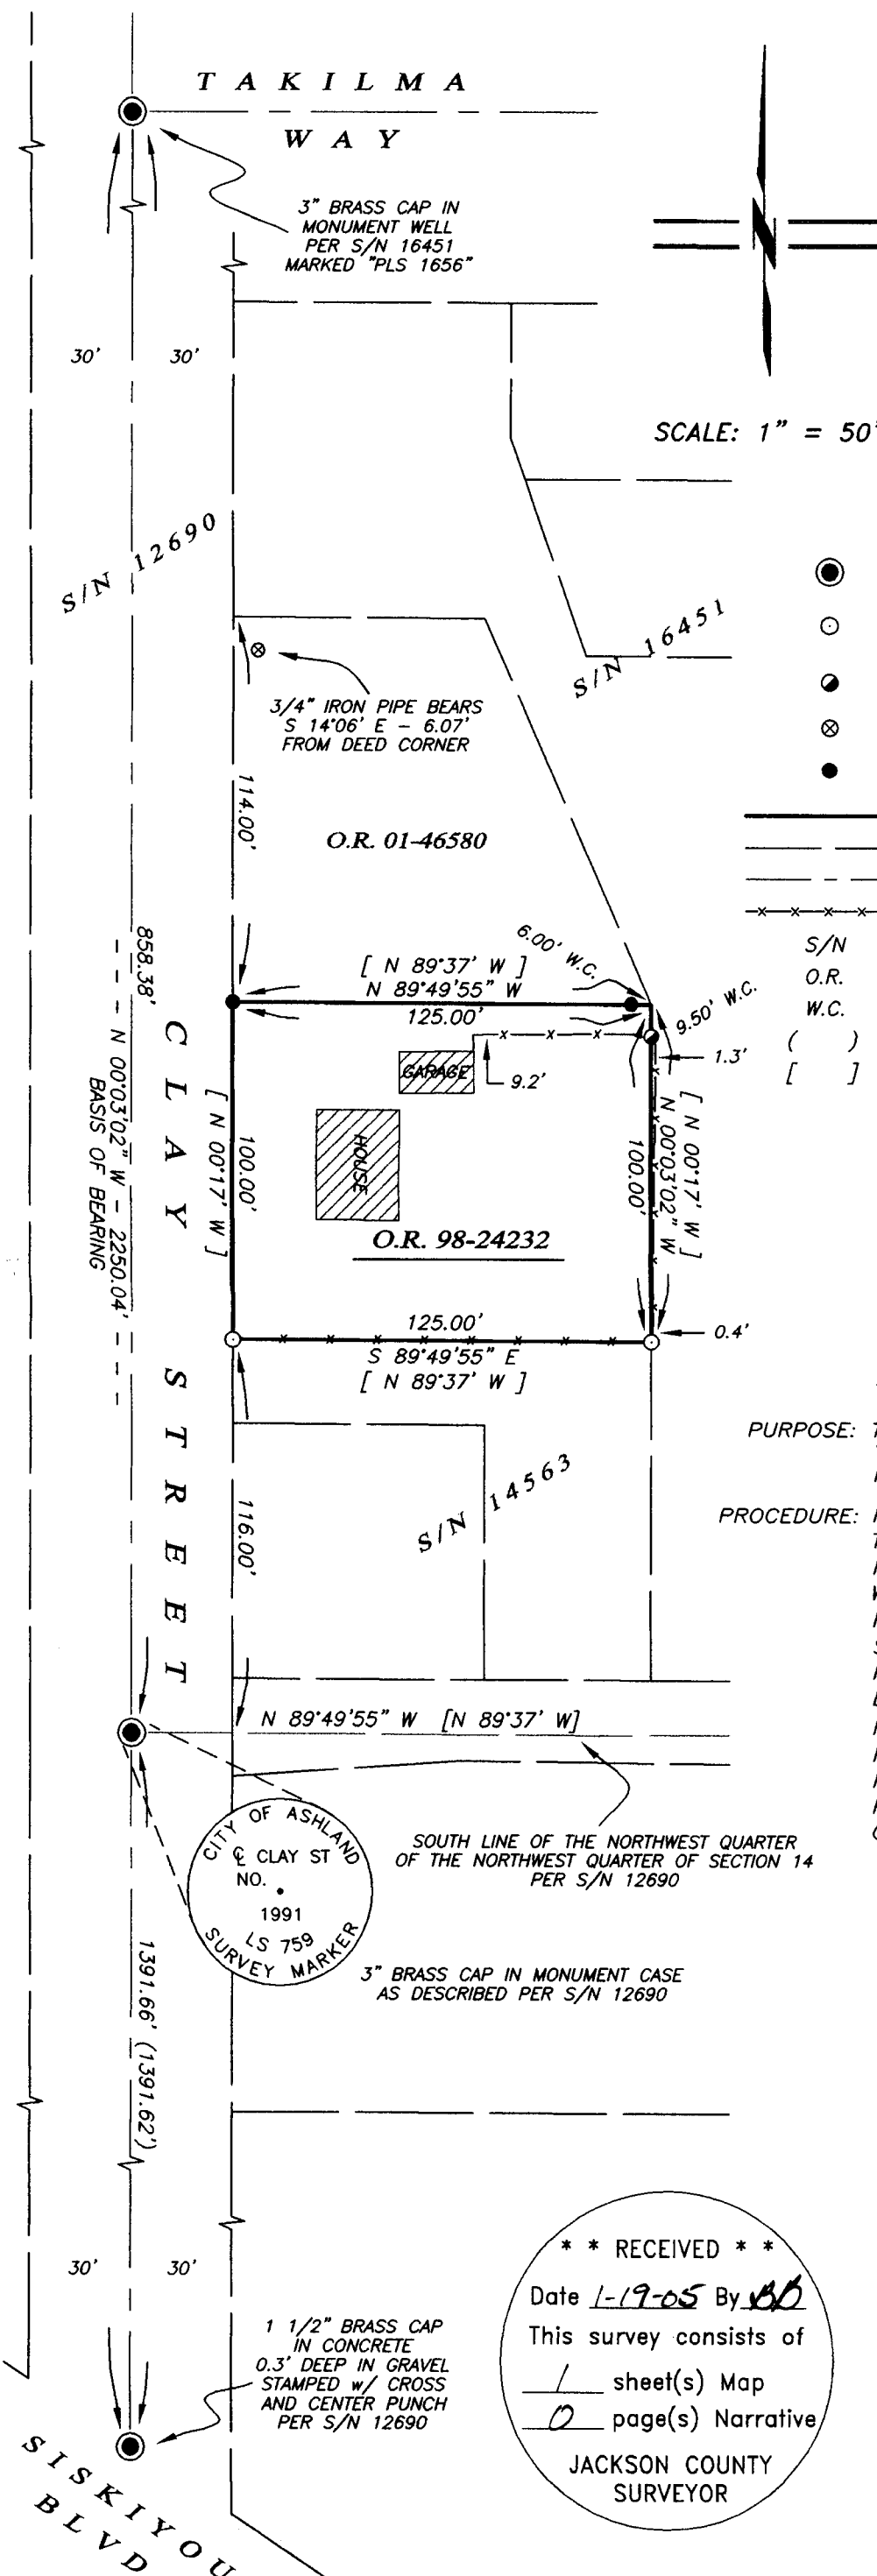 TAKILMA
WAY
3" BRASS CAP IN
MONUMENT WELL
PER S/N 16451
MARKED "PLS 1656"
30' 30'
SCALE: 1" = 50'
S/N 12690
S/N 16451
3/4" IRON PIPE BEARS
S 14°06' E - 6.07'
FROM DEED CORNER
114.00'
O.R. 01-46580
S/N
O.R.
W.C.
( )
[ ]
6.00' W.C.
9.50' W.C.
[ N 89°37' W ]
N 89°49'55" W
125.00'
1.3'
GARAGE
9.2'
HOUSE
[ N 00°17' W ]
100.00'
[ N 00°17' W ]
N 00°03'02" W
100.00'
858.38'
N 00°03'02" W - 2250.04'
BASIS OF BEARING
CLAY STREET
O.R. 98-24232
125.00'
0.4'
S 89°49'55" E
[ N 89°37' W ]
PURPOSE:
S/N 14563
116.00'
PROCEDURE:
N 89°49'55" W [N 89°37' W]
CITY OF ASHLAND
℄ CLAY ST
NO.
1991
LS 759
SURVEY MARKER
SOUTH LINE OF THE NORTHWEST QUARTER
OF THE NORTHWEST QUARTER OF SECTION 14
PER S/N 12690
3" BRASS CAP IN MONUMENT CASE
AS DESCRIBED PER S/N 12690
1391.66' (1391.62')
30' 30'
1 1/2" BRASS CAP
IN CONCRETE
0.3' DEEP IN GRAVEL
STAMPED w/ CROSS
AND CENTER PUNCH
PER S/N 12690
SISKIYOU
BLVD
* * RECEIVED * *
Date 1-19-05 By BB
This survey consists of
1 sheet(s) Map
0 page(s) Narrative
JACKSON COUNTY
SURVEYOR